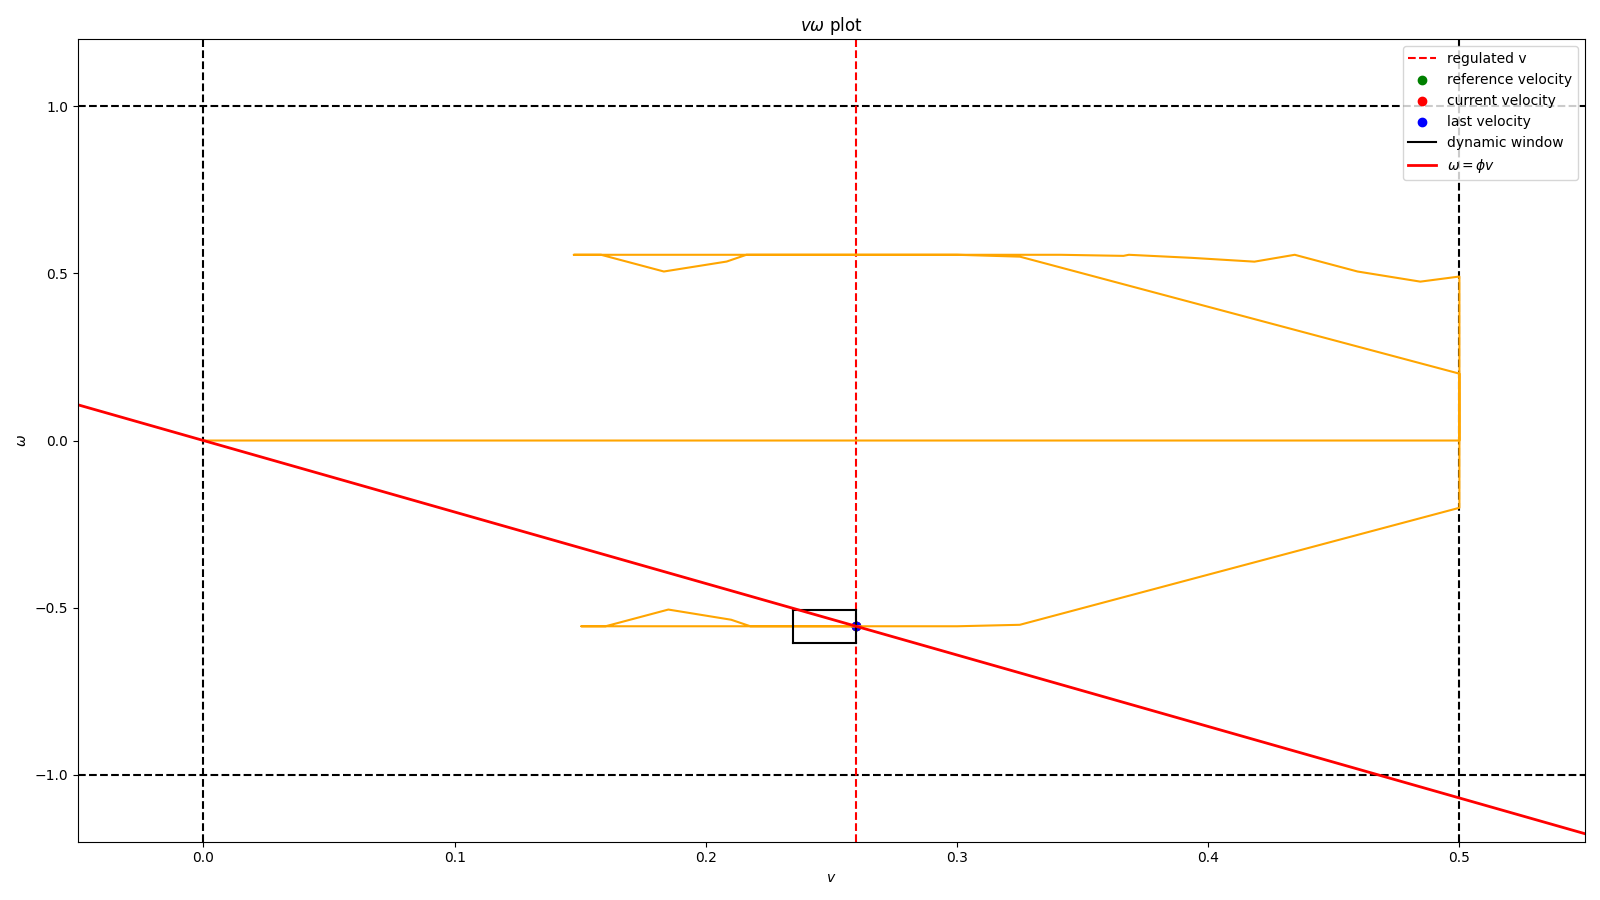 vω plot
regulated v
reference velocity
current velocity
last velocity
dynamic window
ω = ϕv
1.0
0.5
0.0
−0.5
−1.0
ω
0.0 0.1 0.2 0.3 0.4 0.5
v